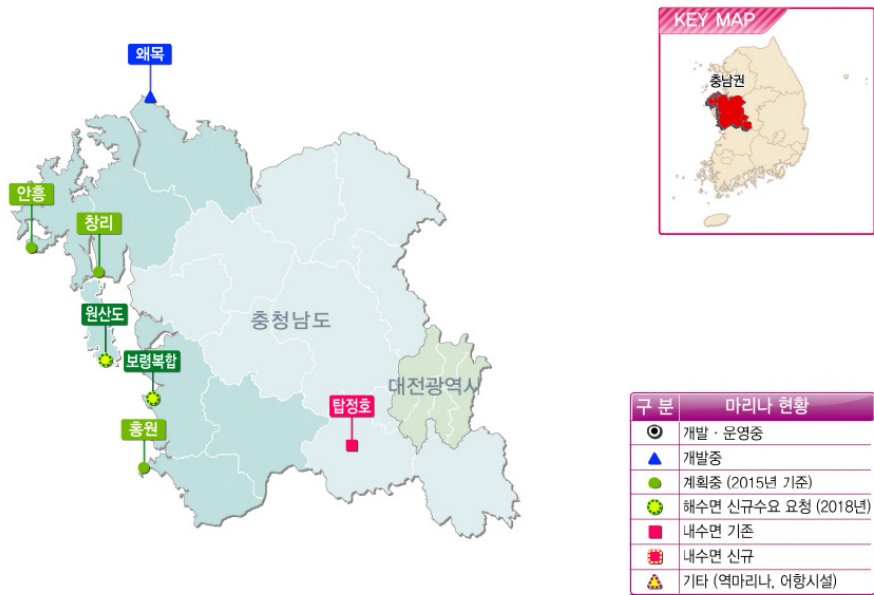 왜목
안흥
창리
원산도
보령복합
홍원
탑정호
충청남도
대전광역시
KEY MAP
충남권
구 분 마리나 현황
개발 · 운영중
개발중
계획중 (2015년 기준)
해수면 신규수요 요청 (2018년)
내수면 기존
내수면 신규
기타 (역마리나, 어항시설)